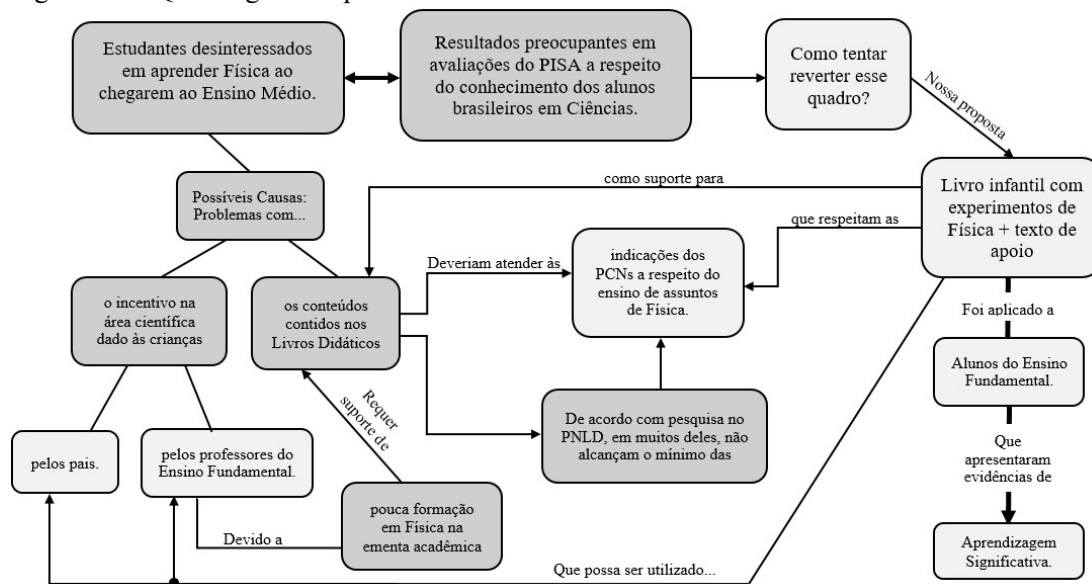 Estudantes desinteressados
em aprender Física ao
chegarem ao Ensino Médio.
Resultados preocupantes em
avaliações do PISA a respeito
do conhecimento dos alunos
brasileiros em Ciências.
Como tentar
reverter esse
quadro?
Nossa proposta
Possíveis Causas:
Problemas com...
como suporte para
Livro infantil com
experimentos de
Física + texto de
apoio
que respeitam as
Deveriam atender às
indicações dos
PCNs a respeito do
ensino de assuntos
de Física.
o incentivo na
área científica
dado às crianças
os conteúdos
contidos nos
Livros Didáticos
Foi aplicado a
Alunos do Ensino
Fundamental.
Requer
suporte de
De acordo com pesquisa no
PNLD, em muitos deles, não
alcançam o mínimo das
Que
apresentaram
evidências de
pelos pais.
pelos professores do
Ensino Fundamental.
pouca formação
em Física na
ementa acadêmica
Devido a
Aprendizagem
Significativa.
Que possa ser utilizado...